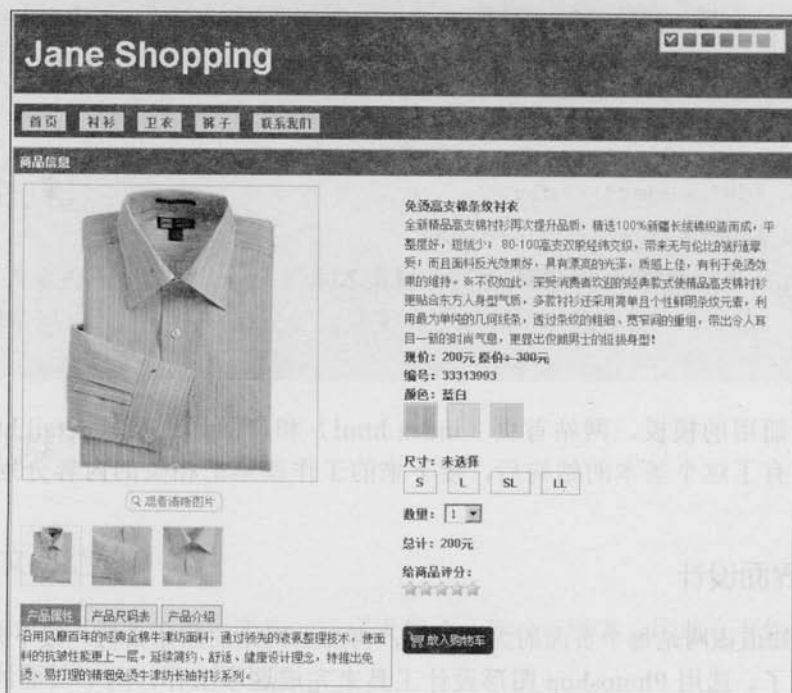 Jane Shopping
首页 衬衫 卫衣 裤子 联系我们
商品信息
免烫高支棉条纹衬衣
全新精品高支棉衬衫再次提升品质，精选100%新疆长绒棉织造而成，平
整度好，短绒少； 80-100高支双股经纬交织，带来无与伦比的舒适享
受；而且面料反光效果好，具有漂亮的光泽，质感上佳，有利于免烫效
果的维持。※不仅如此，深受消费者欢迎的经典款式使精品高支棉衬衫
更贴合东方人身型气质，多款衬衫还采用简单且个性鲜明条纹元素，利
用最为单纯的几何线条，透过条纹的粗细、宽窄间的重组，带出令人耳
目一新的时尚气息，更显出俊朗男士的挺拔身型！
现价：200元 原价：300元
编号：33313993
颜色：蓝白
尺寸：未选择
S L SL LL
数量： 1
总计：200元
给商品评分：
放入购物车
观看清晰图片
产品属性 产品尺码表 产品介绍
沿用风靡百年的经典全棉牛津纺面料，通过领先的液氨整理技术，使面
料的抗皱性能更上一层。延续简约、舒适、健康设计理念，特推出免
烫、易打理的精细免烫牛津纺长袖衬衫系列。